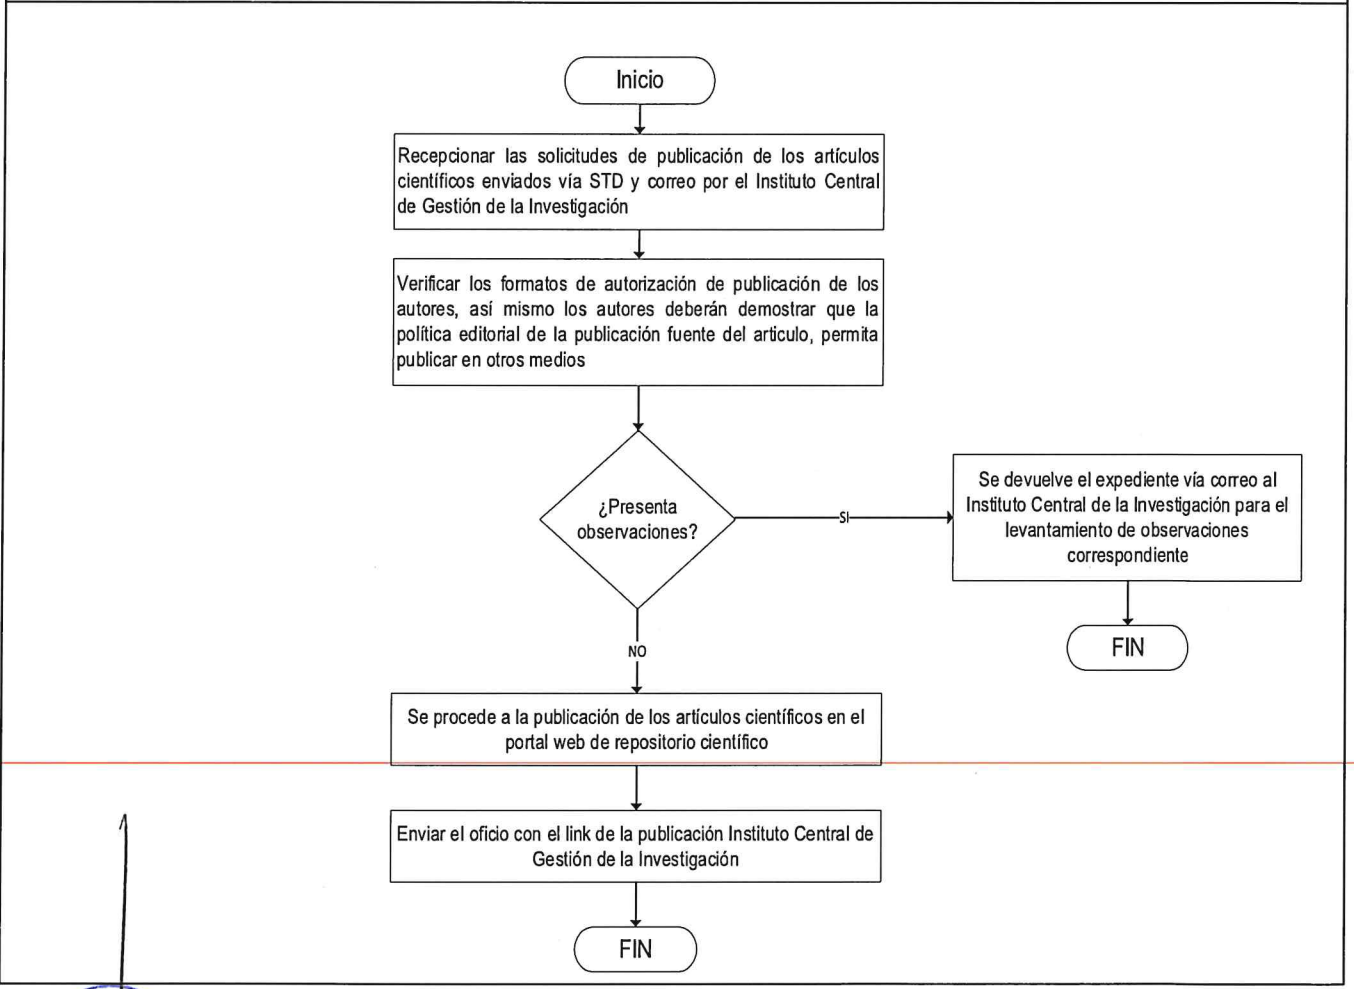 Inicio
Recepcionar las solicitudes de publicación de los artículos
científicos enviados vía STD y correo por el Instituto Central
de Gestión de la Investigación
Verificar los formatos de autorización de publicación de los
autores, así mismo los autores deberán demostrar que la
política editorial de la publicación fuente del articulo, permita
publicar en otros medios
¿Presenta
observaciones?
SI
Se devuelve el expediente vía correo al
Instituto Central de la Investigación para el
levantamiento de observaciones
correspondiente
FIN
NO
Se procede a la publicación de los artículos científicos en el
portal web de repositorio científico
Enviar el oficio con el link de la publicación Instituto Central de
Gestión de la Investigación
FIN